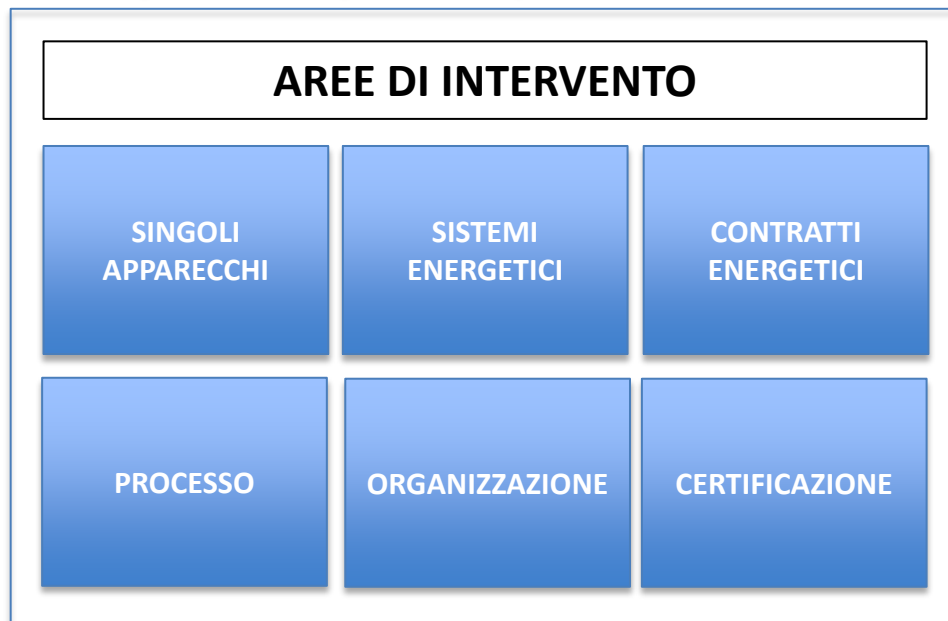 AREE DI INTERVENTO
SINGOLI
APPARECCHI
SISTEMI
ENERGETICI
CONTRATTI
ENERGETICI
PROCESSO
ORGANIZZAZIONE
CERTIFICAZIONE